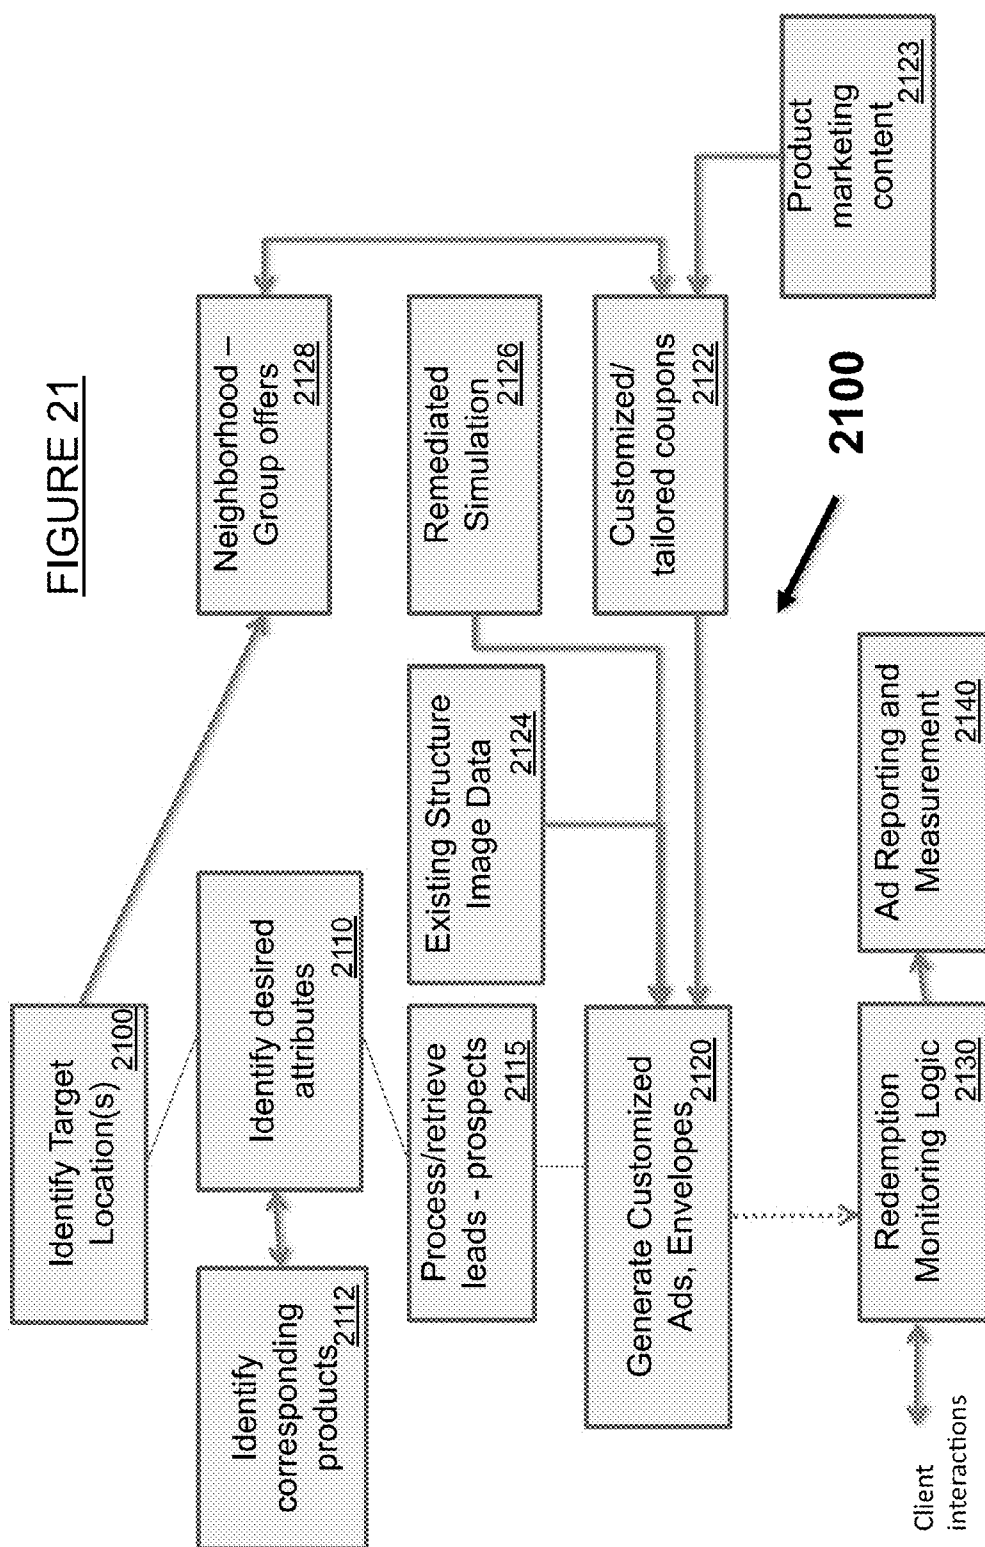 FIGURE 21
Identify Target
Location(s)
2100
Identify
corresponding
products
2112
Identify desired
attributes
2110
Neighborhood –
Group offers
2128
Process/retrieve
leads - prospects
2115
Existing Structure
Image Data
2124
Remediated
Simulation
2126
Generate Customized
Ads, Envelopes
2120
Customized/
tailored coupons
2122
Product
marketing
content
2123
2100
Client
interactions
Redemption
Monitoring Logic
2130
Ad Reporting and
Measurement
2140